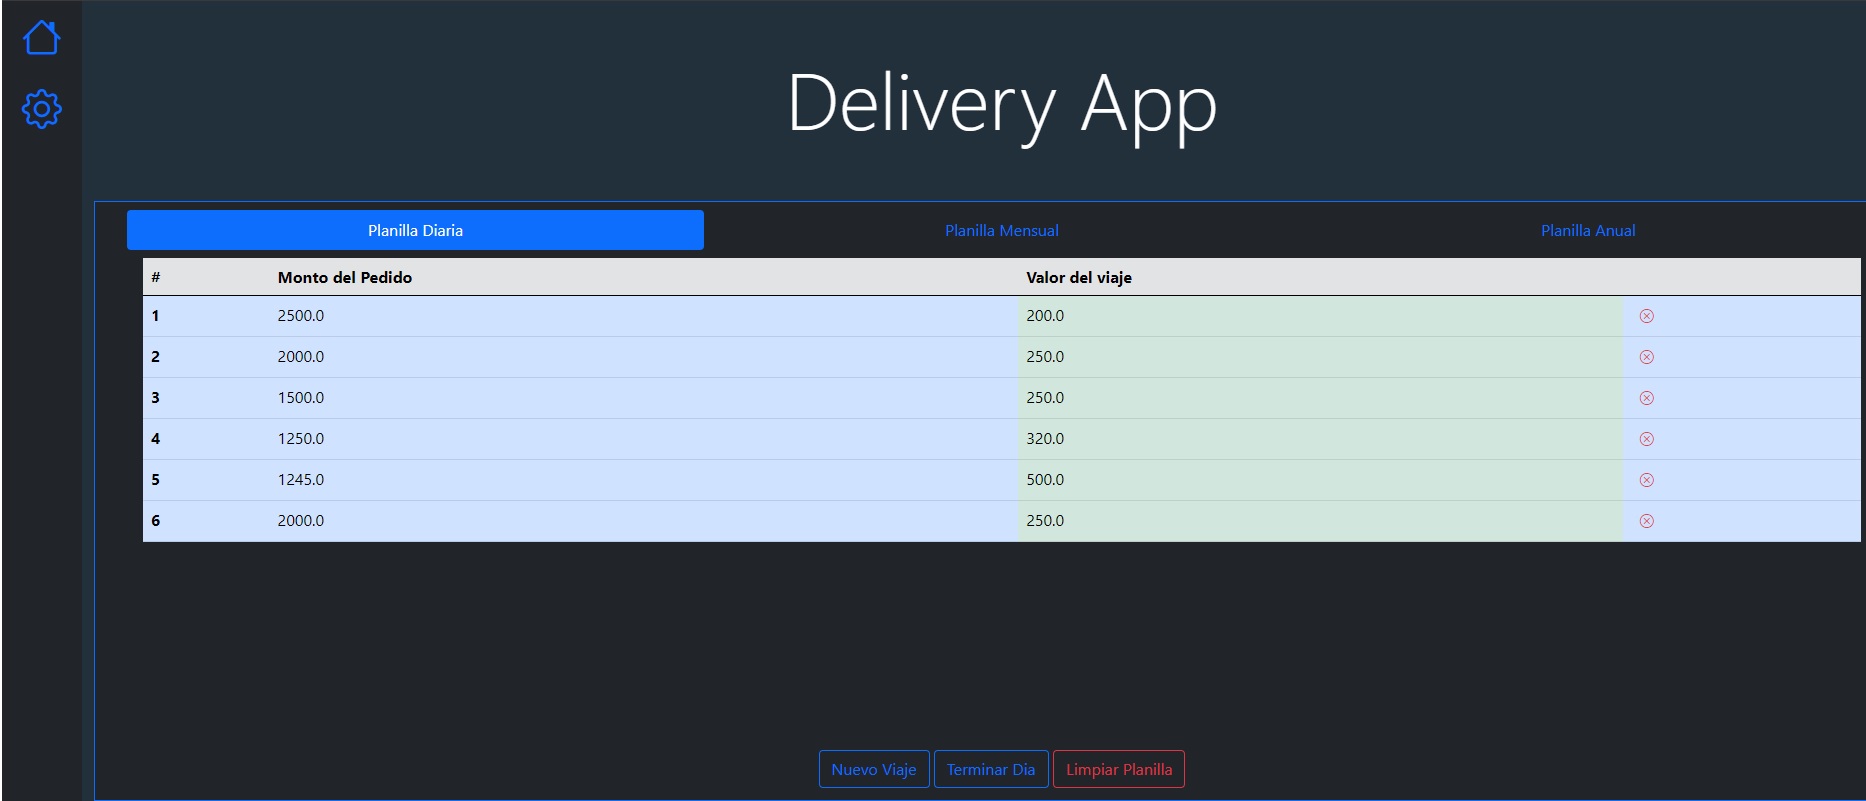 Delivery App
Planilla Diaria Planilla Mensual Planilla Anual
# Monto del Pedido Valor del viaje
1 2500.0 200.0
2 2000.0 250.0
3 1500.0 250.0
4 1250.0 320.0
5 1245.0 500.0
6 2000.0 250.0
Nuevo Viaje Terminar Dia Limpiar Planilla